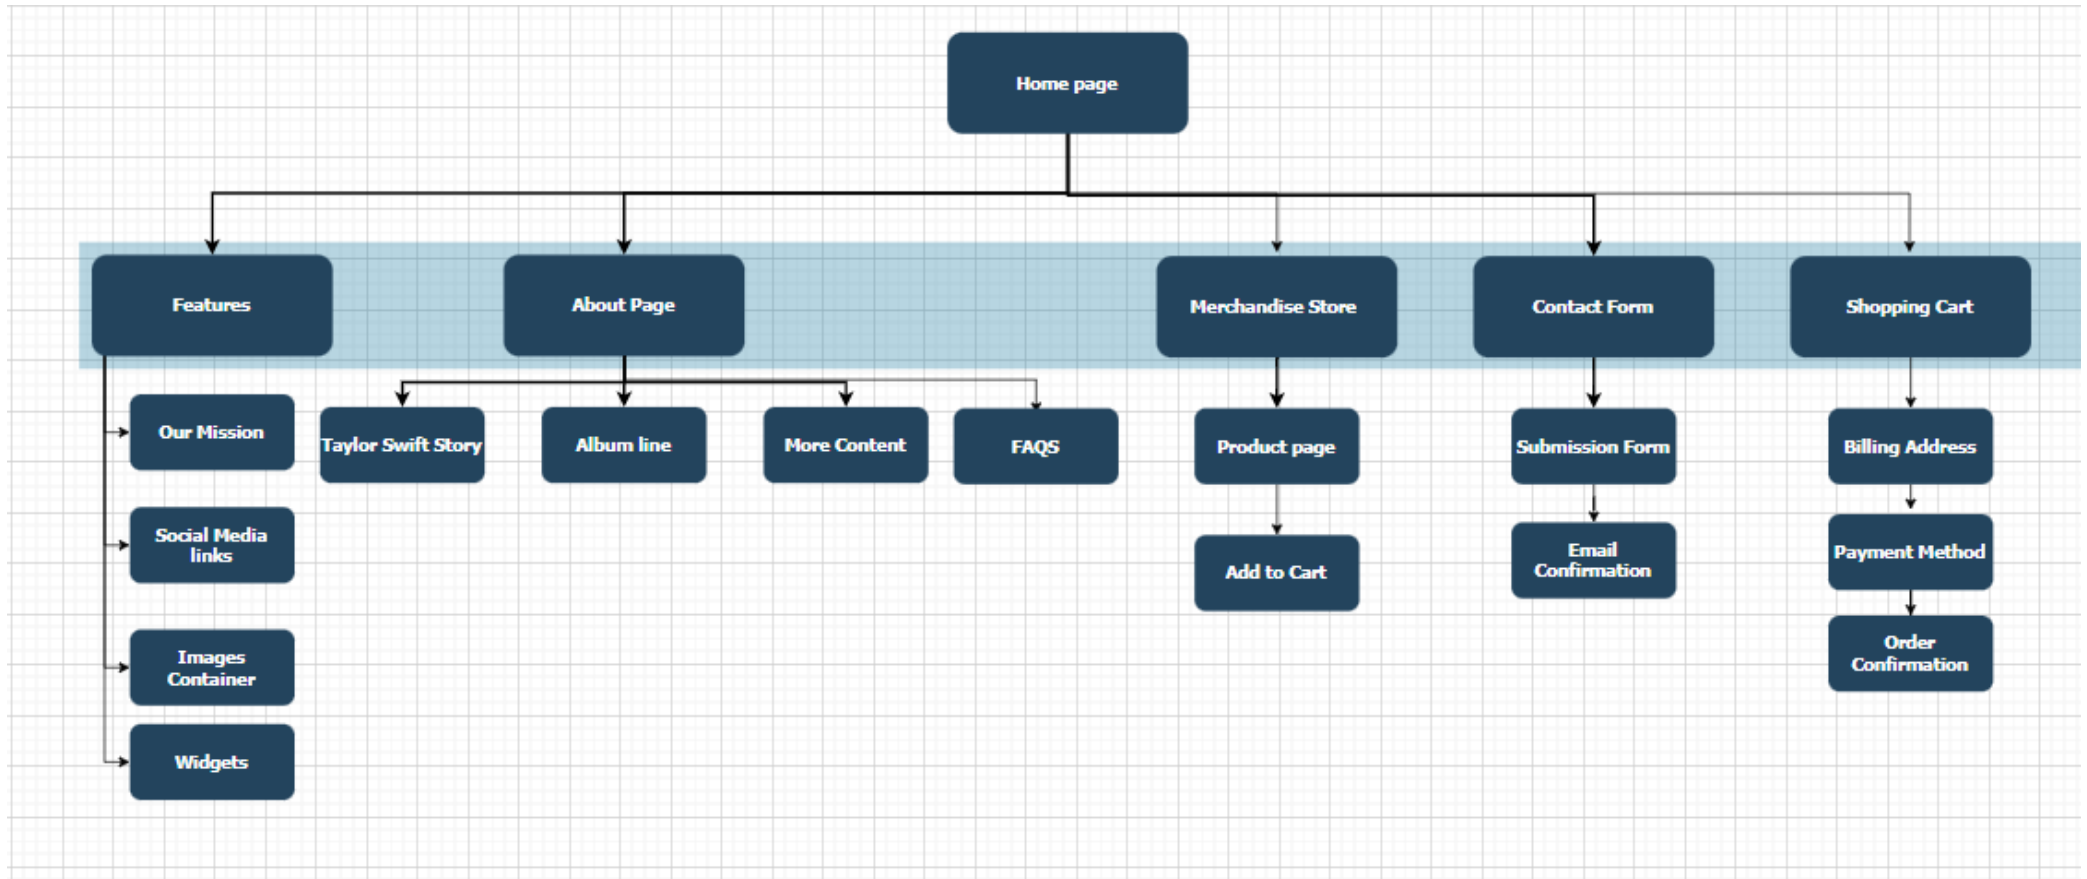 Home page
Features
About Page
Merchandise Store
Contact Form
Shopping Cart
Our Mission
Social Media
links
Images
Container
Widgets
Taylor Swift Story
Album line
More Content
FAQS
Product page
Add to Cart
Submission Form
Email
Confirmation
Billing Address
Payment Method
Order
Confirmation